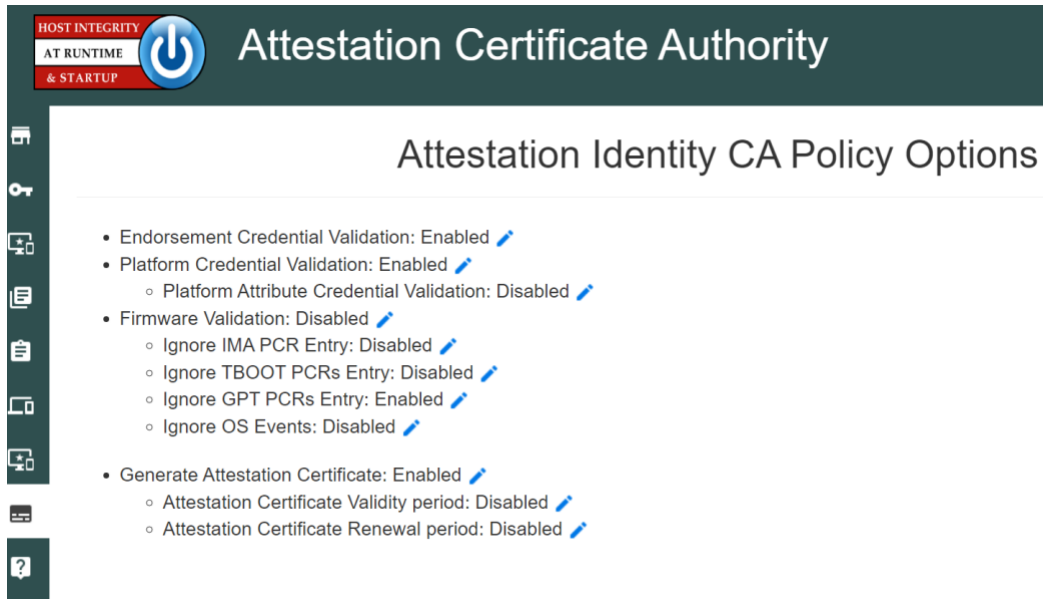 HOST INTEGRITY
AT RUNTIME
& STARTUP
Attestation Certificate Authority
Attestation Identity CA Policy Options
Endorsement Credential Validation: Enabled
Platform Credential Validation: Enabled
Platform Attribute Credential Validation: Disabled
Firmware Validation: Disabled
Ignore IMA PCR Entry: Disabled
Ignore TBOOT PCRs Entry: Disabled
Ignore GPT PCRs Entry: Enabled
Ignore OS Events: Disabled
Generate Attestation Certificate: Enabled
Attestation Certificate Validity period: Disabled
Attestation Certificate Renewal period: Disabled